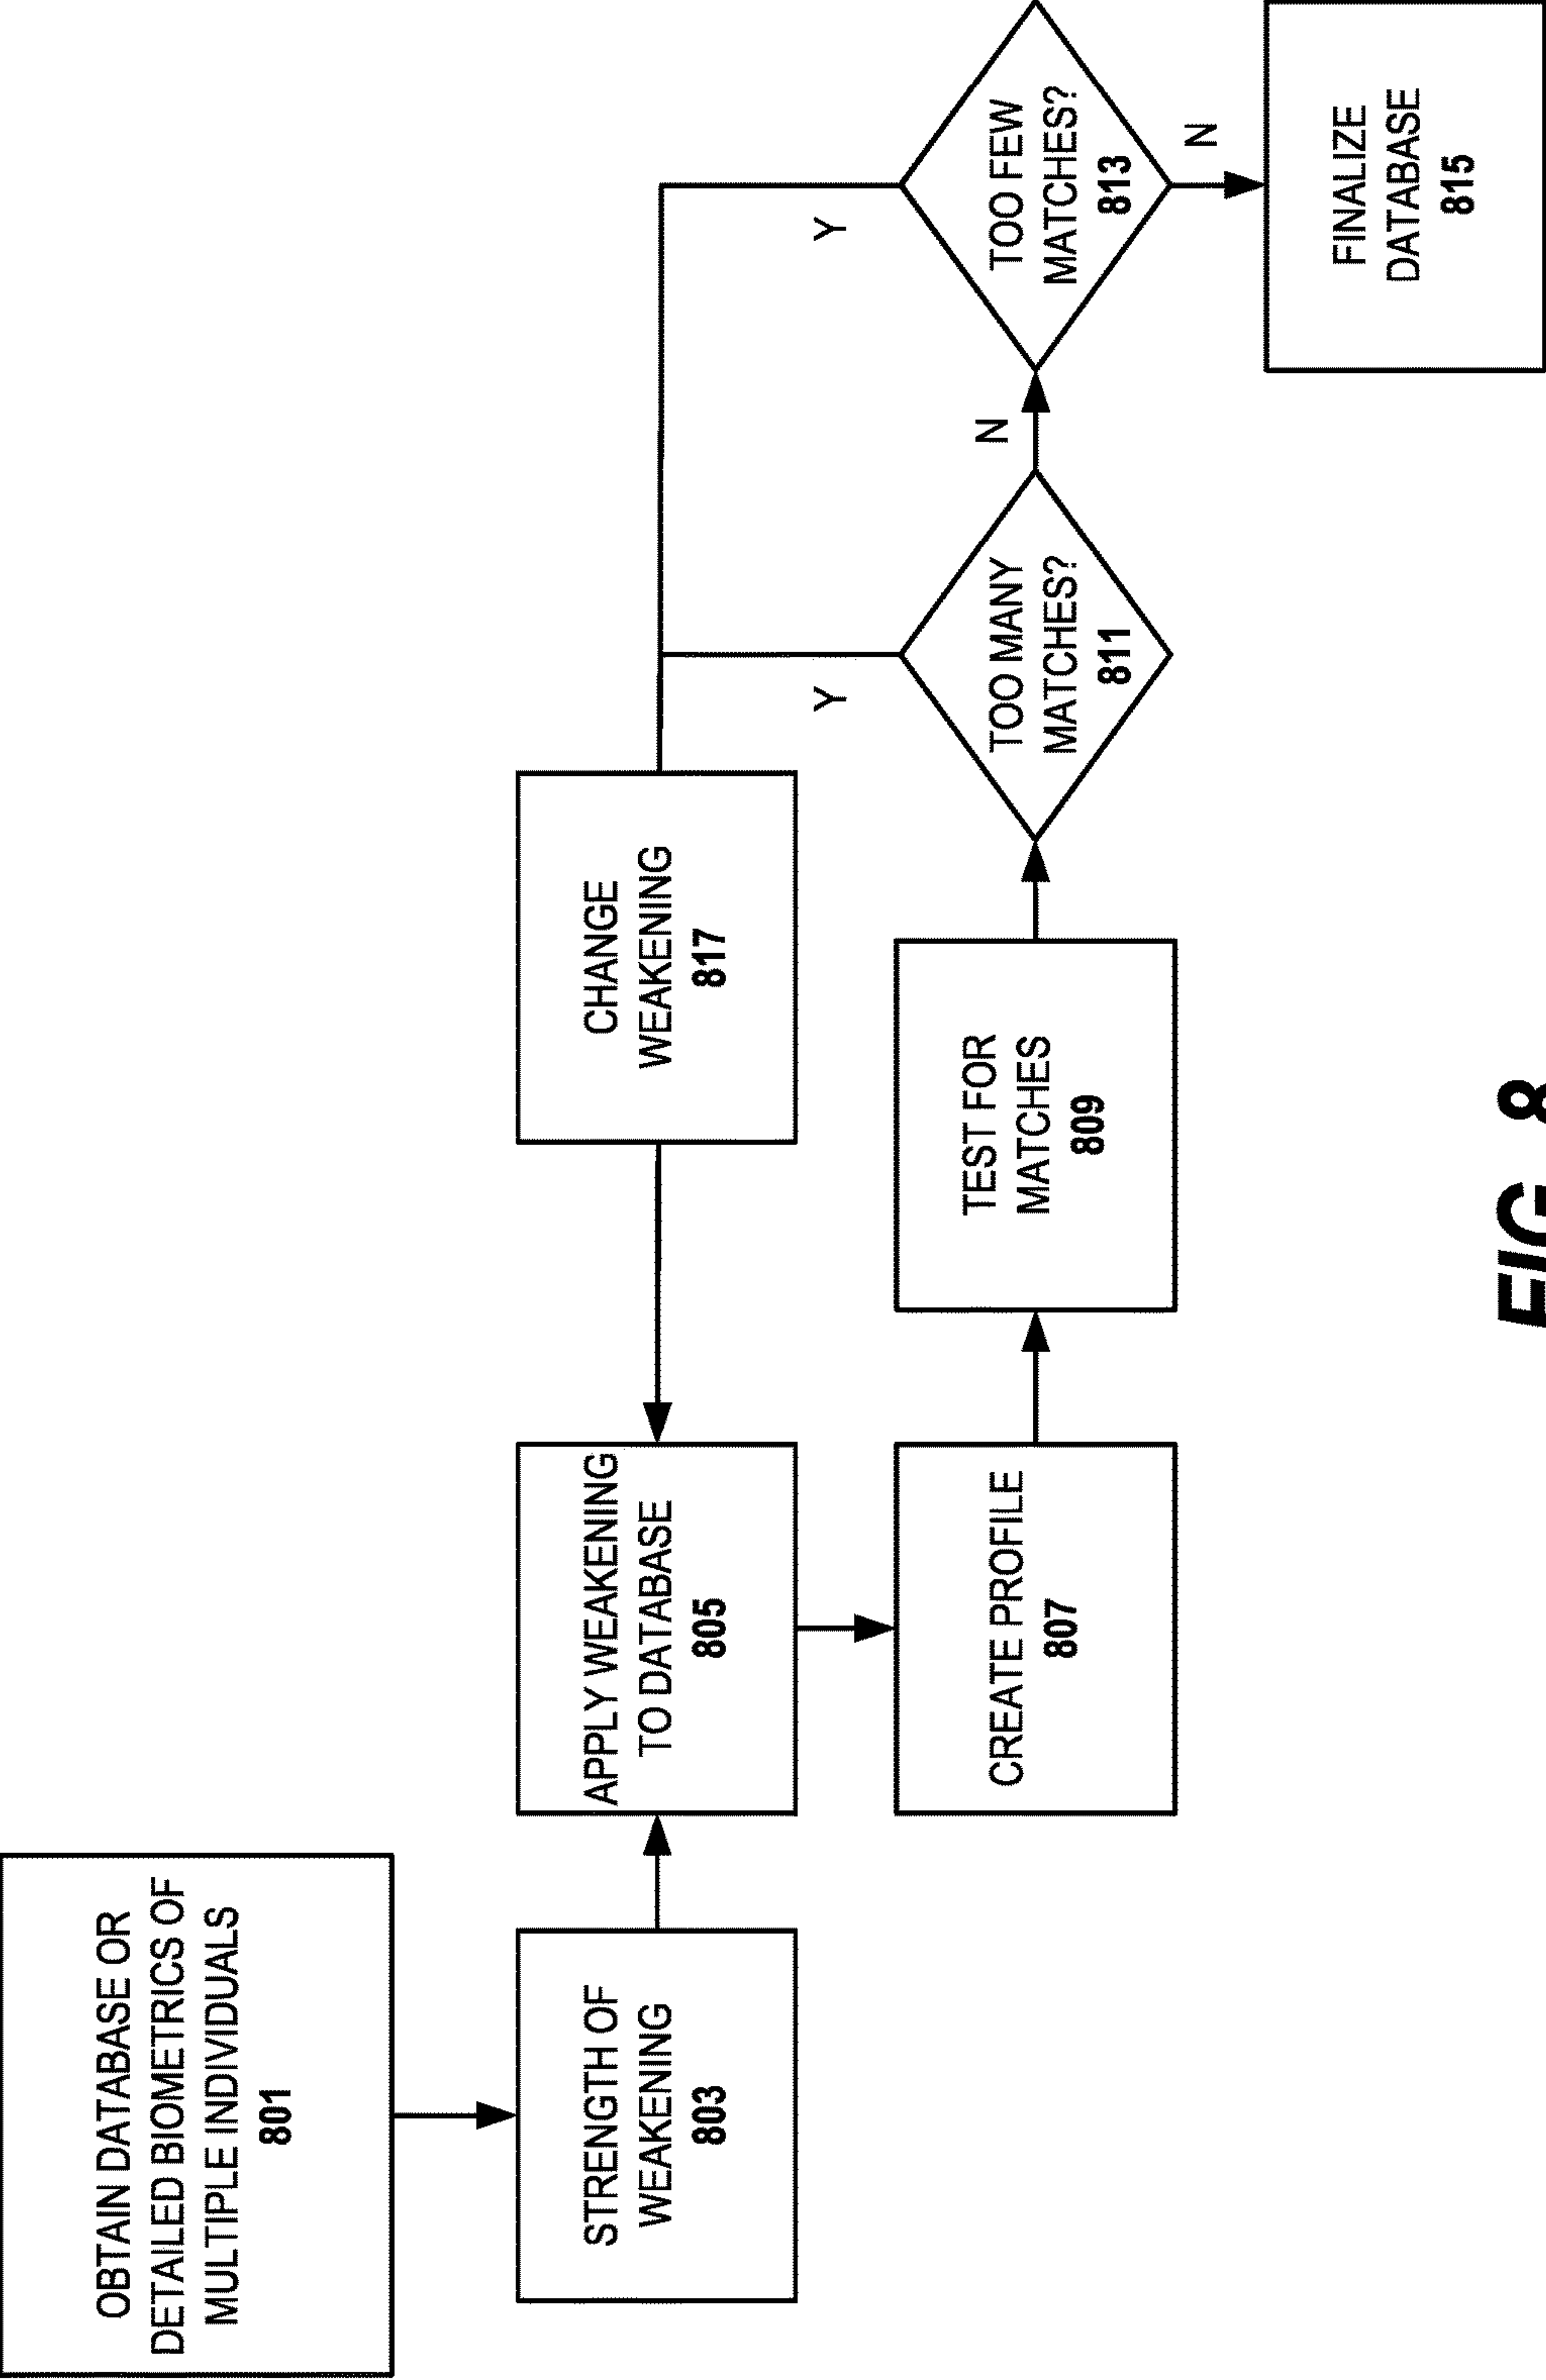 OBTAIN DATABASE OR
DETAILED BIOMETRICS OF
MULTIPLE INDIVIDUALS
801
STRENGTH OF
WEAKENING
803
APPLY WEAKENING
TO DATABASE
805
CHANGE
WEAKENING
817
CREATE PROFILE
807
TEST FOR
MATCHES
809
TOO MANY
MATCHES?
811
Y
N
TOO FEW
MATCHES?
813
Y
N
FINALIZE
DATABASE
815
FIG. 8